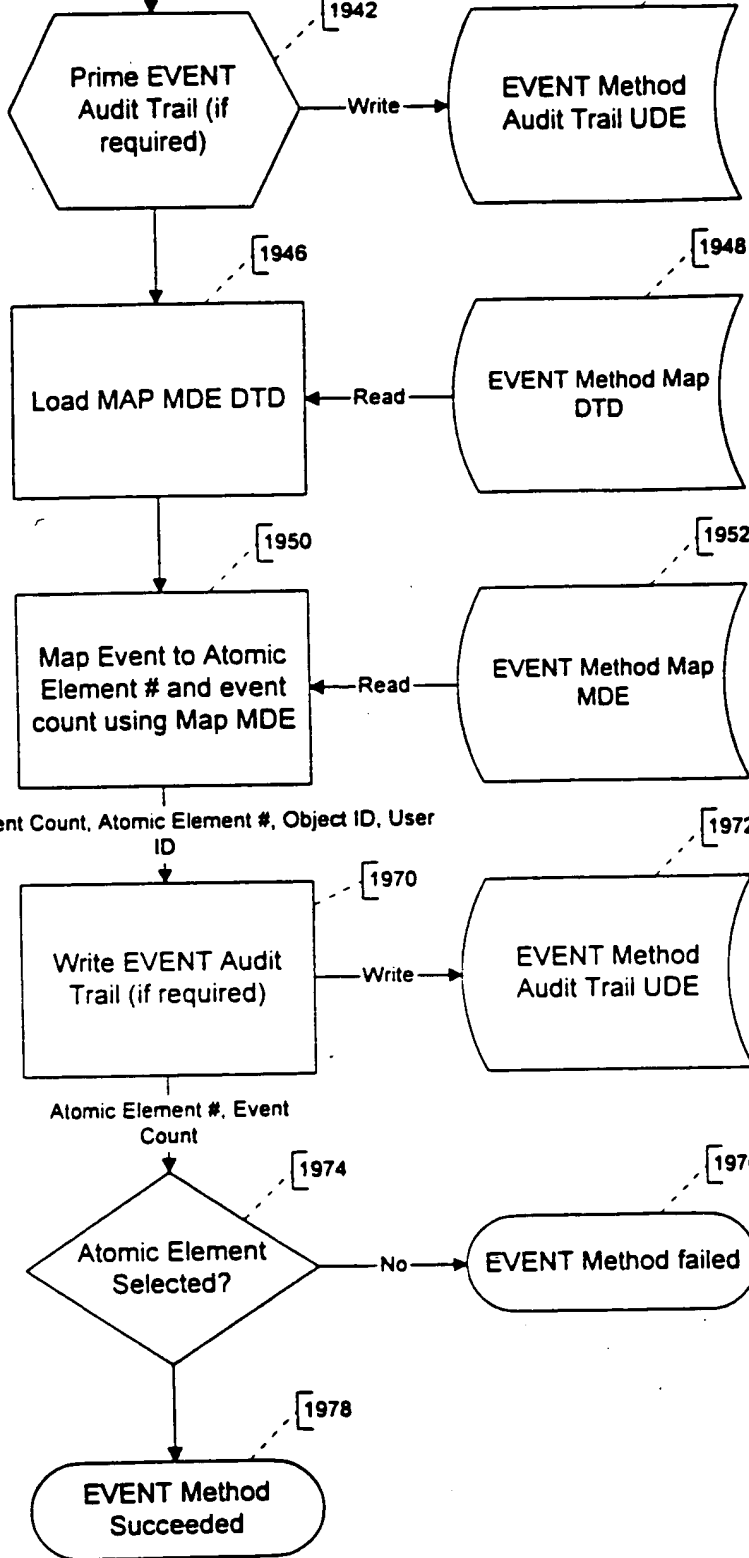 1942
Prime EVENT
Audit Trail (if
required)
Write
EVENT Method
Audit Trail UDE
1946
1948
Load MAP MDE DTD
Read
EVENT Method Map
DTD
1950
1952
Map Event to Atomic
Element # and event
count using Map MDE
Read
EVENT Method Map
MDE
Count, Atomic Element #, Object ID, User
ID
1970
1972
Write EVENT Audit
Trail (if required)
Write
EVENT Method
Audit Trail UDE
Atomic Element #, Event
Count
1974
Atomic Element
Selected?
No
EVENT Method failed
1978
EVENT Method
Succeeded